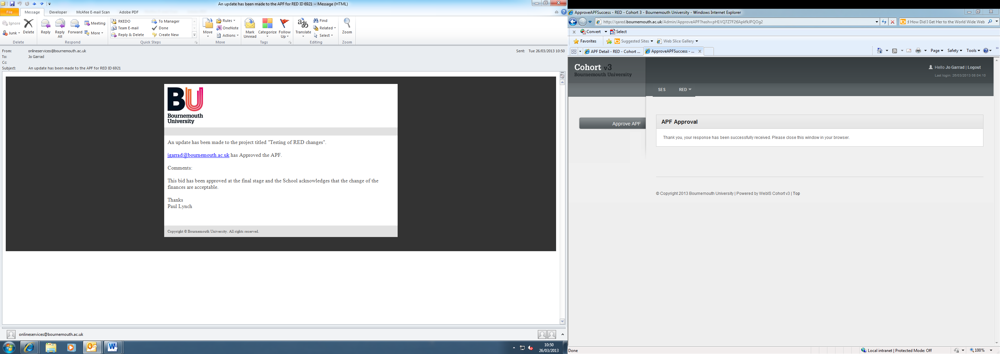 An update has been made to the APF for RED ID 6921 - Message (HTML)
File Message Developer McAfee E-mail Scan Adobe PDF
Ignore
Junk
Delete
Reply
Reply All
Forward
Meeting
More
RKEDO
Team E-mail
Reply & Delete
To Manager
Done
Create New
Move
Rules
OneNote
Actions
Mark Unread
Categorize
Follow Up
Translate
Find
Related
Select
Zoom
Delete Respond Quick Steps Move Tags Editing Zoom
From: onlineservices@bournemouth.ac.uk
Sent: Tue 26/03/2013 10:50
To: Jo Garrad
Cc:
Subject: An update has been made to the APF for RED ID 6921
BU
Bournemouth
University
An update has been made to the project titled "Testing of RED changes".
jgarrad@bournemouth.ac.uk has Approved the APF.
Comments:
This bid has been approved at the final stage and the School acknowledges that the change of the
finances are acceptable.
Thanks
Paul Lynch
Copyright © Bournemouth University. All rights reserved.
onlineservices@bournemouth.ac.uk
10:50
26/03/2013
ApproveAPFSuccess - RED - Cohort 3 - Bournemouth University - Windows Internet Explorer
http://qared.bournemouth.ac.uk/Admin/ApproveAPF?hash=pH1VQ7Z7F2tIApkfkJPQOg2
How Did I Get Her to the World Wide Web
x Convert Select
Favorites Suggested Sites Web Slice Gallery
APF Detail - RED - Cohort ... ApproveAPFSuccess - ... Page Safety Tools
Cohort v3
Bournemouth University
Hello Jo Garrad | Logout
Last login: 26/03/2013 08:04:10
SES RED
Approve APF
APF Approval
Thank you, your response has been successfully received. Please close this window in your browser.
© Copyright 2013 Bournemouth University | Powered by WebIS Cohort v3 | Top
Done
Local intranet | Protected Mode: Off
100%